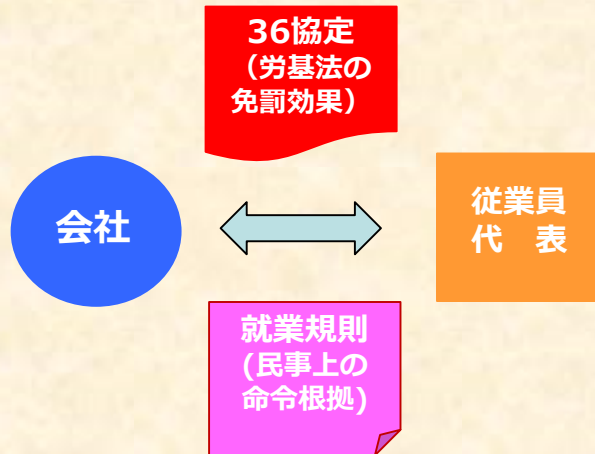 36協定
（労基法の
免罰効果）
会社
従業員
代　表
就業規則
(民事上の
命令根拠)